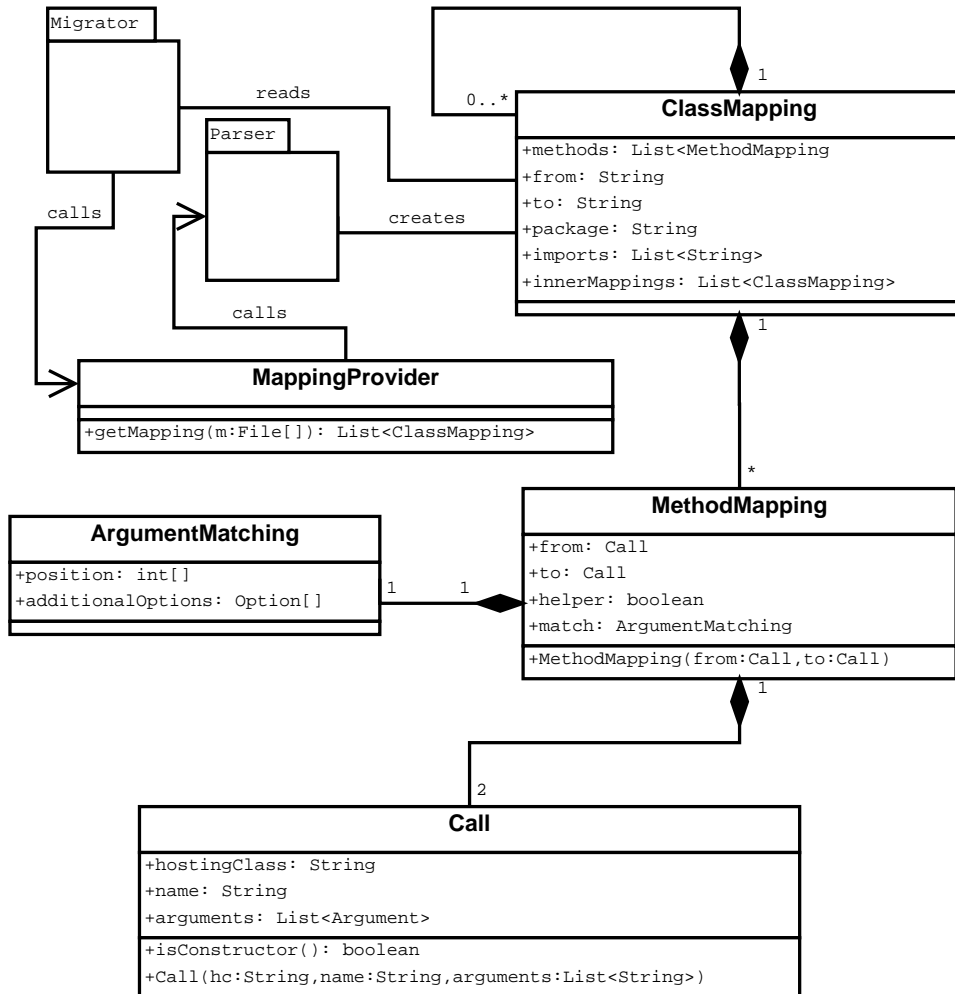 Migrator
1
reads
0..*
ClassMapping
Parser
+methods: List<MethodMapping
+from: String
+to: String
calls
creates
+package: String
+imports: List<String>
+innerMappings: List<ClassMapping>
calls
1
MappingProvider
+getMapping(m:File[]): List<ClassMapping>
*
MethodMapping
ArgumentMatching
+from: Call
+position: int[]
+to: Call
+additionalOptions: Option[]
1
1
+helper: boolean
+match: ArgumentMatching
+MethodMapping(from:Call,to:Call)
1
2
Call
+hostingClass: String
+name: String
+arguments: List<Argument>
+isConstructor(): boolean
+Call(hc:String,name:String,arguments:List<String>)